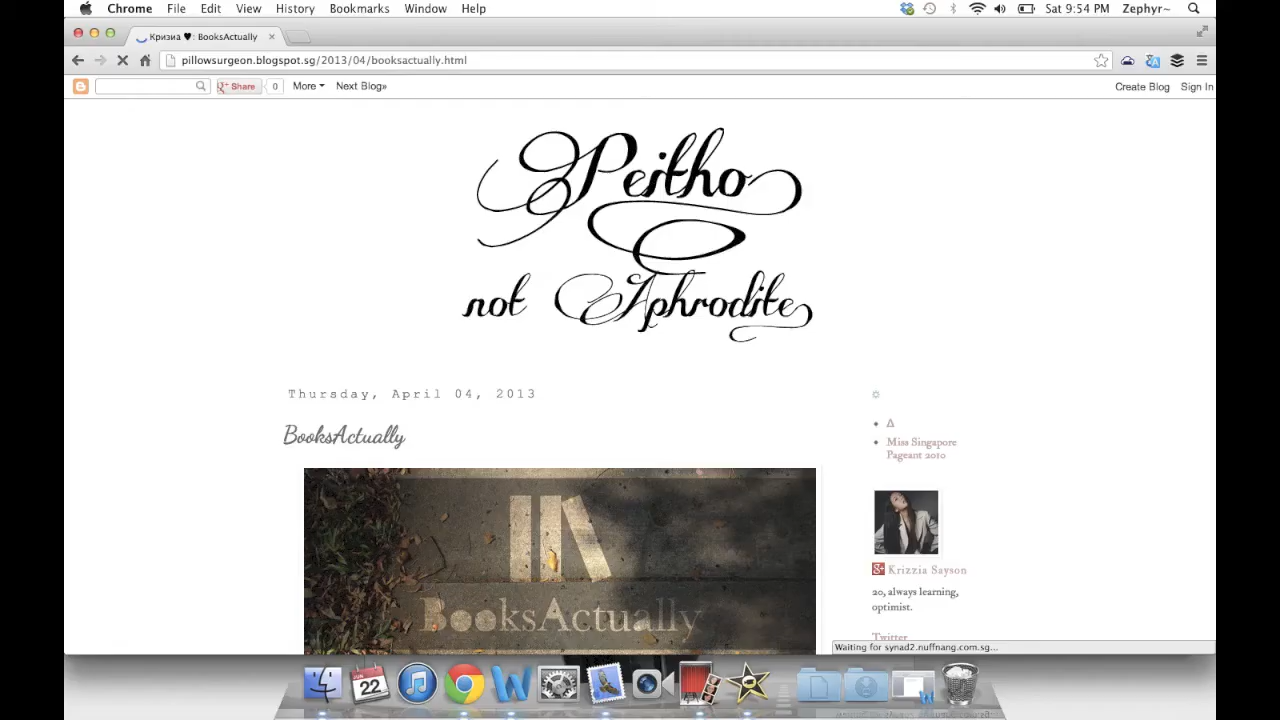 Chrome File Edit View History Bookmarks Window Help Sat 9:54 PM Zephyr~
Кризиа ♥: BooksActually
pillowsurgeon.blogspot.sg/2013/04/booksactually.html
Share 0 More Next Blog» Create Blog Sign In
Peitho
not Aphrodite
Thursday, April 04, 2013
BooksActually
BooksActually
Δ
Miss Singapore
Pageant 2010
Krizzia Sayson
20, always learning,
optimist.
Twitter
Waiting for synad2.nuffnang.com.sg...
JUN
22